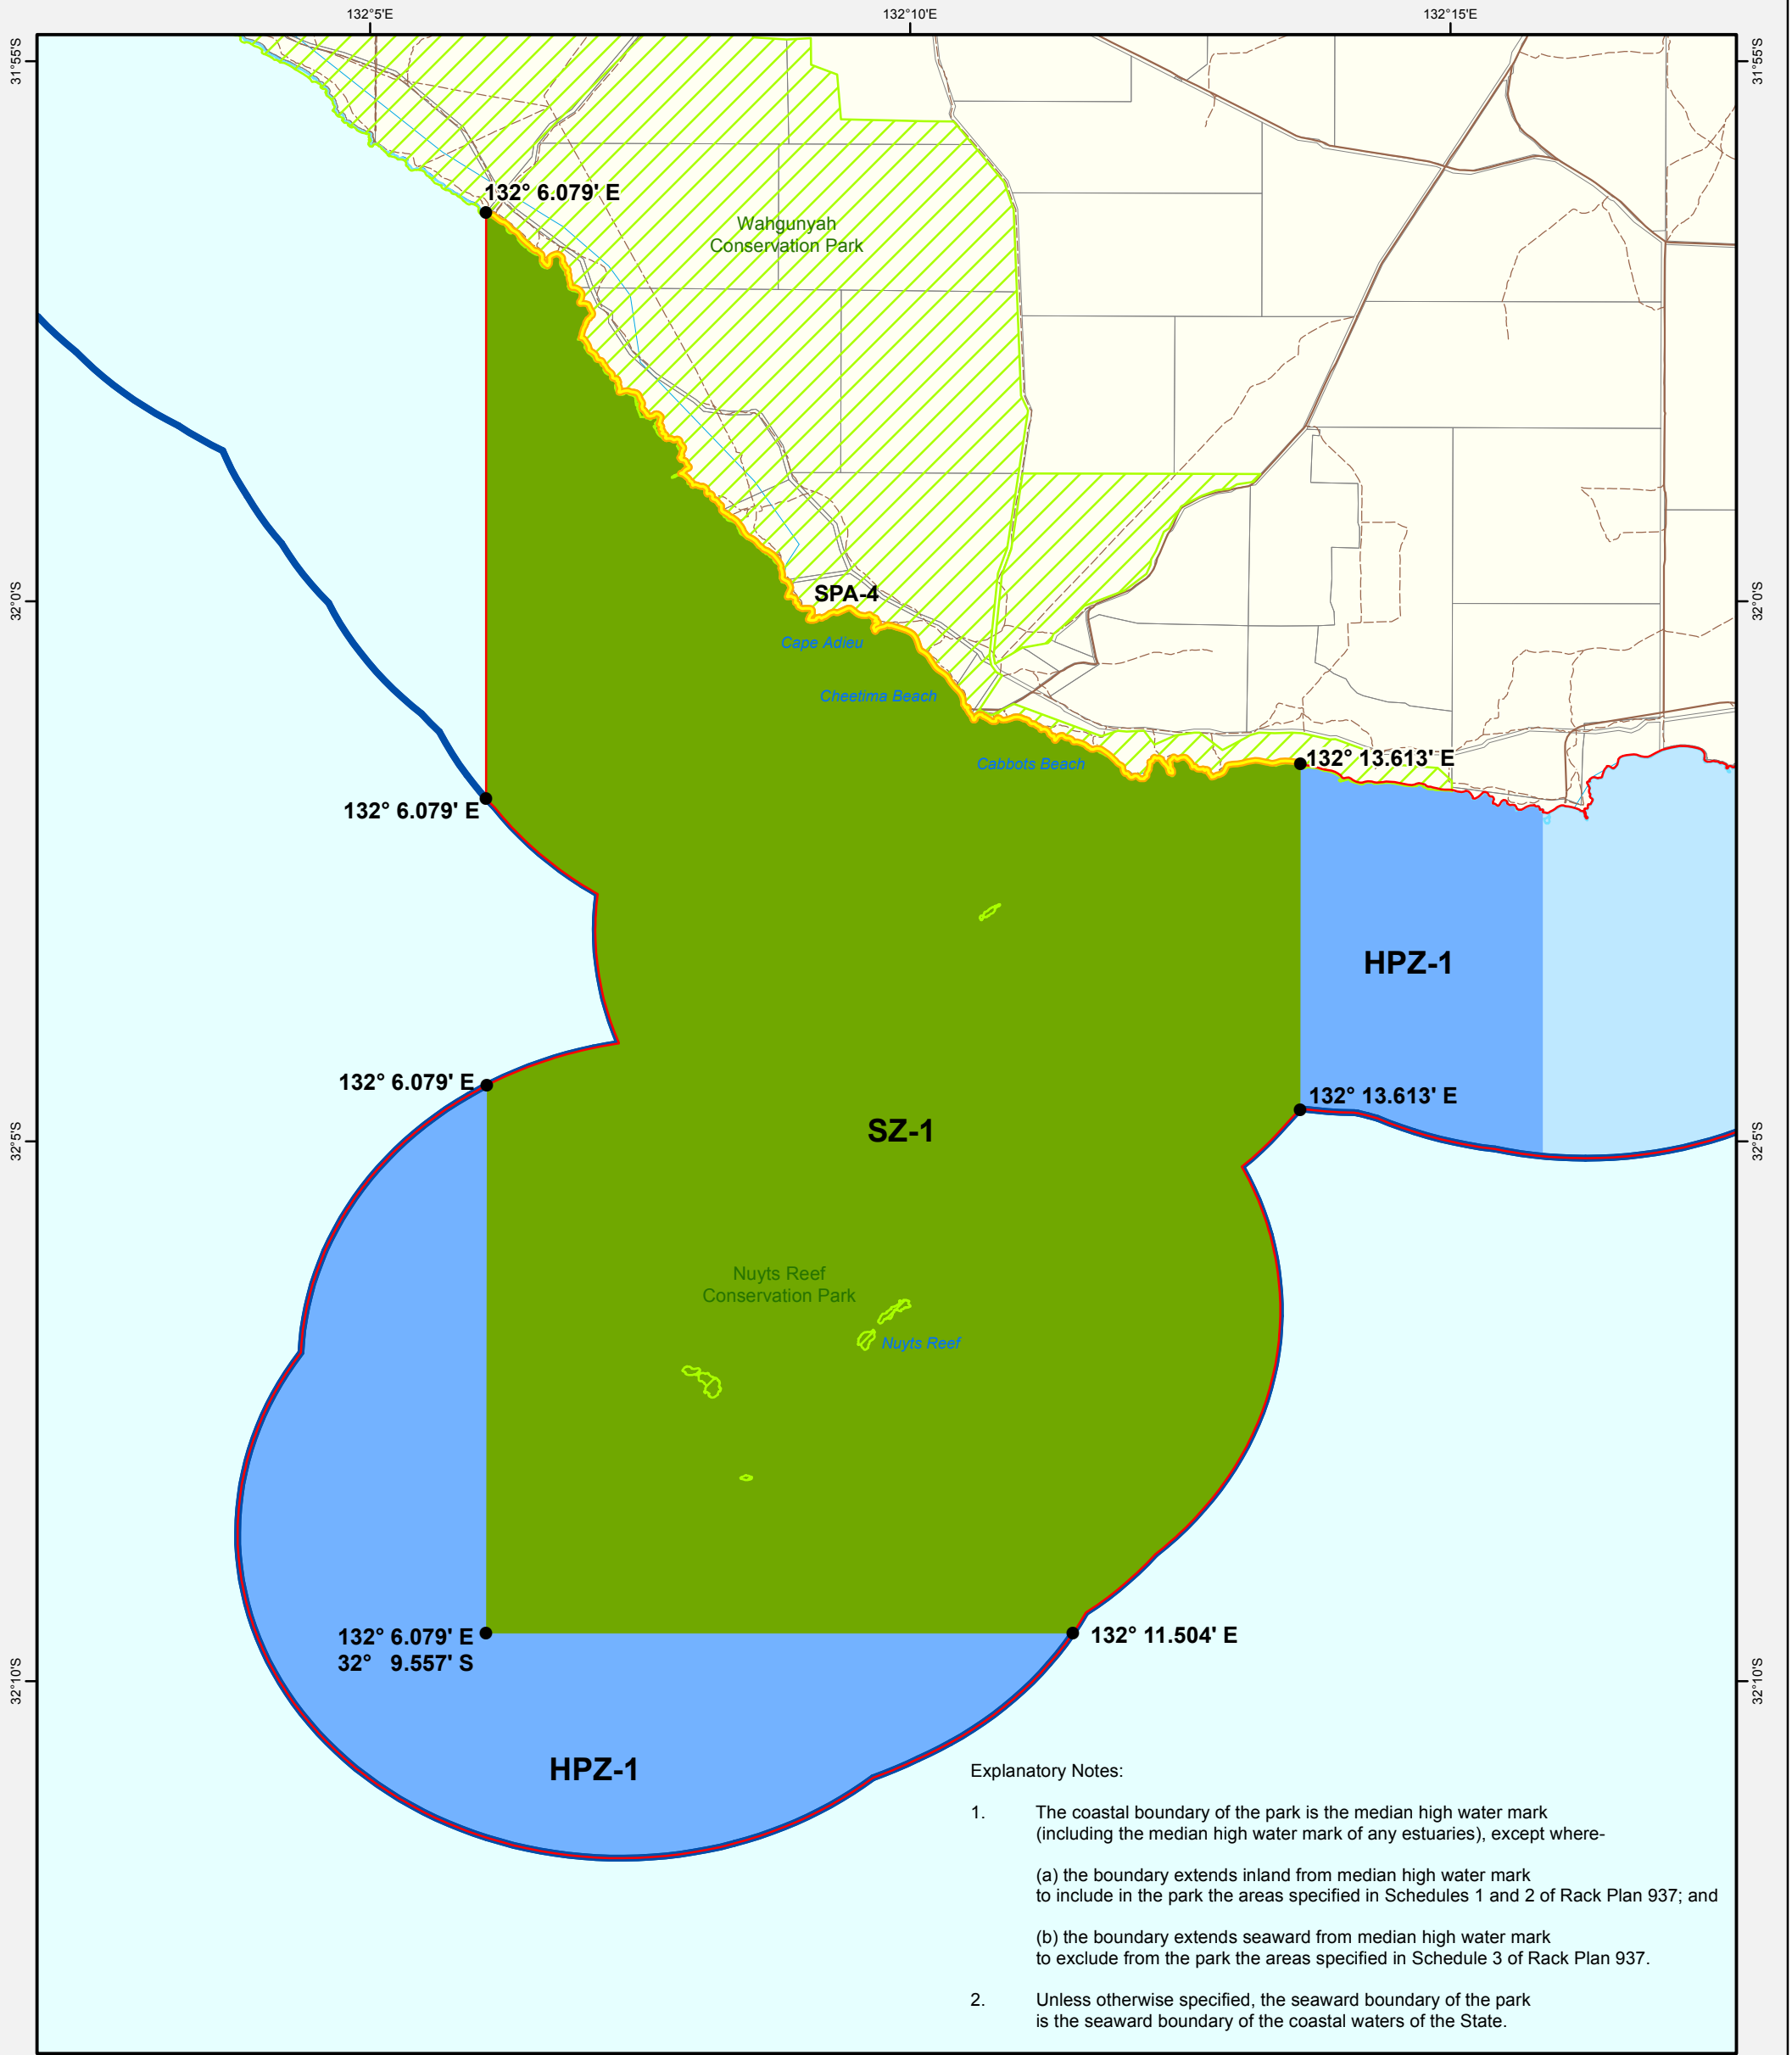 132°5'E
132°10'E
132°15'E
31°55'S
31°55'S
132° 6.079' E
Wahgunyah
Conservation Park
32°0'S
SPA-4
32°0'S
Cape Adieu
Cheetima Beach
Cabbots Beach
132° 13.613' E
132° 6.079' E
HPZ-1
132° 6.079' E
132° 13.613' E
SZ-1
32°5'S
32°5'S
Nuyts Reef
Conservation Park
Nuyts Reef
132° 6.079' E
32° 9.557' S
132° 11.504' E
32°10'S
32°10'S
HPZ-1
Explanatory Notes:
1. The coastal boundary of the park is the median high water mark
(including the median high water mark of any estuaries), except where-
(a) the boundary extends inland from median high water mark
to include in the park the areas specified in Schedules 1 and 2 of Rack Plan 937; and
(b) the boundary extends seaward from median high water mark
to exclude from the park the areas specified in Schedule 3 of Rack Plan 937.
2. Unless otherwise specified, the seaward boundary of the park
is the seaward boundary of the coastal waters of the State.